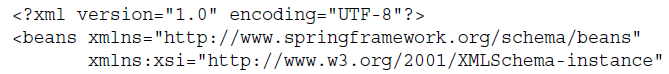 <?xml version="1.0" encoding="UTF-8"?>
<beans xmlns="http://www.springframework.org/schema/beans"
xmlns:xsi="http://www.w3.org/2001/XMLSchema-instance"